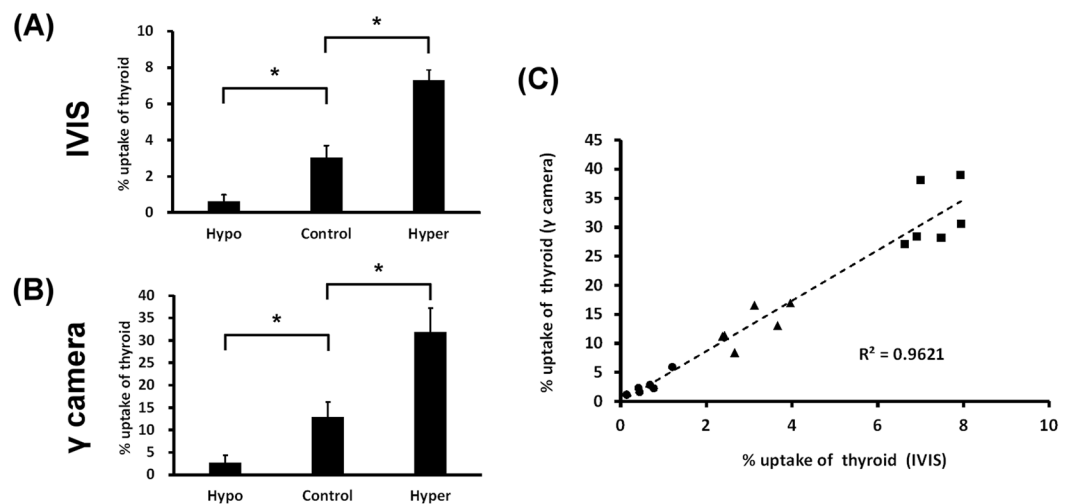 (A)
IVIS
% uptake of thyroid
10
8
6
4
2
0
*
*
Hypo Control Hyper
(B)
γ camera
% uptake of thyroid
40
35
30
25
20
15
10
5
0
*
*
Hypo Control Hyper
(C)
% uptake of thyroid (γ camera)
45
40
35
30
25
20
15
10
5
0
R² = 0.9621
0 2 4 6 8 10
% uptake of thyroid (IVIS)